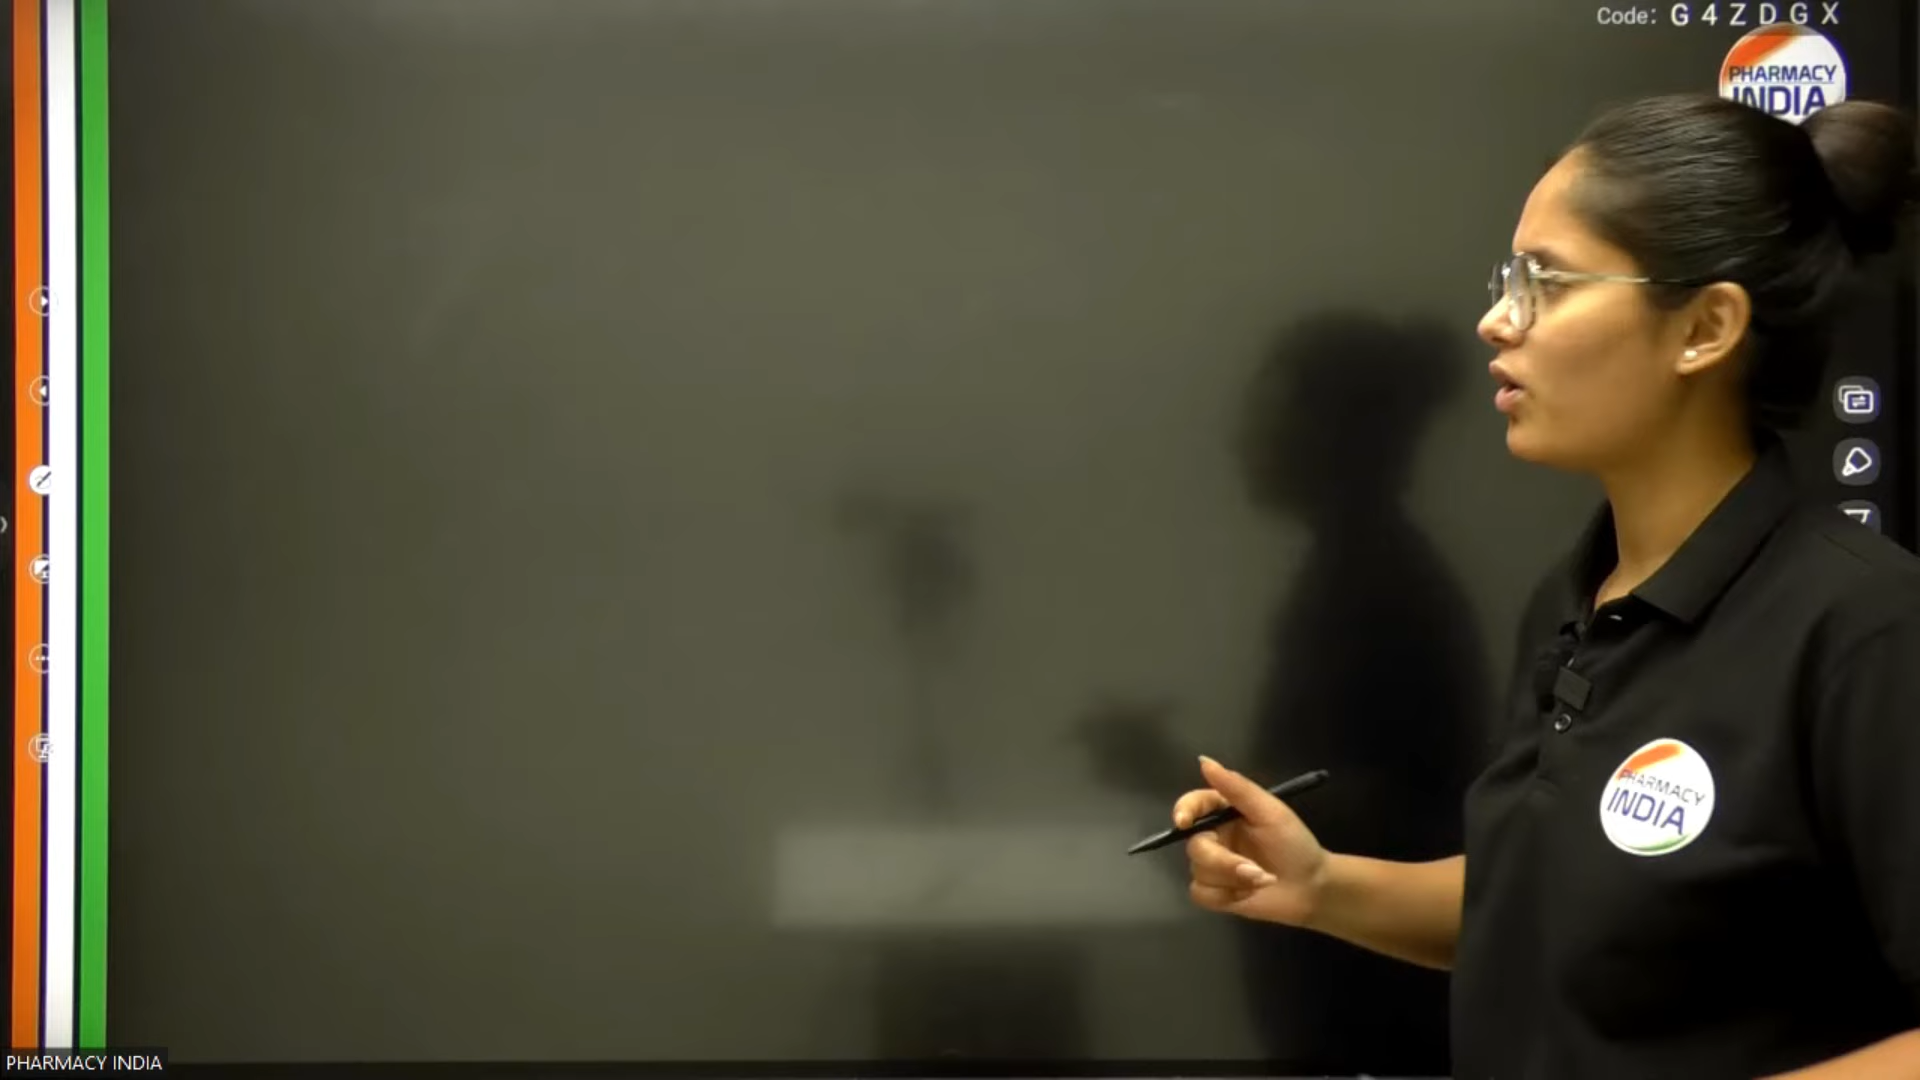 Code: G 4 Z D G X
PHARMACY
INDIA
PHARMACY
INDIA
PHARMACY INDIA